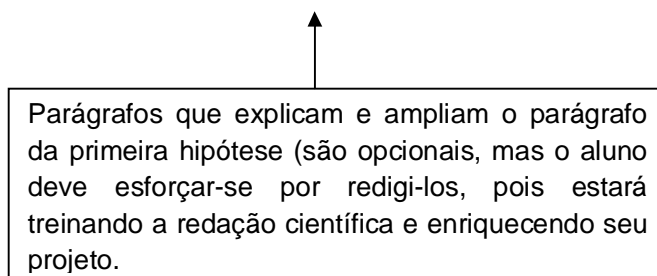 Parágrafos que explicam e ampliam o parágrafo
da primeira hipótese (são opcionais, mas o aluno
deve esforçar-se por redigi-los, pois estará
treinando a redação científica e enriquecendo seu
projeto.